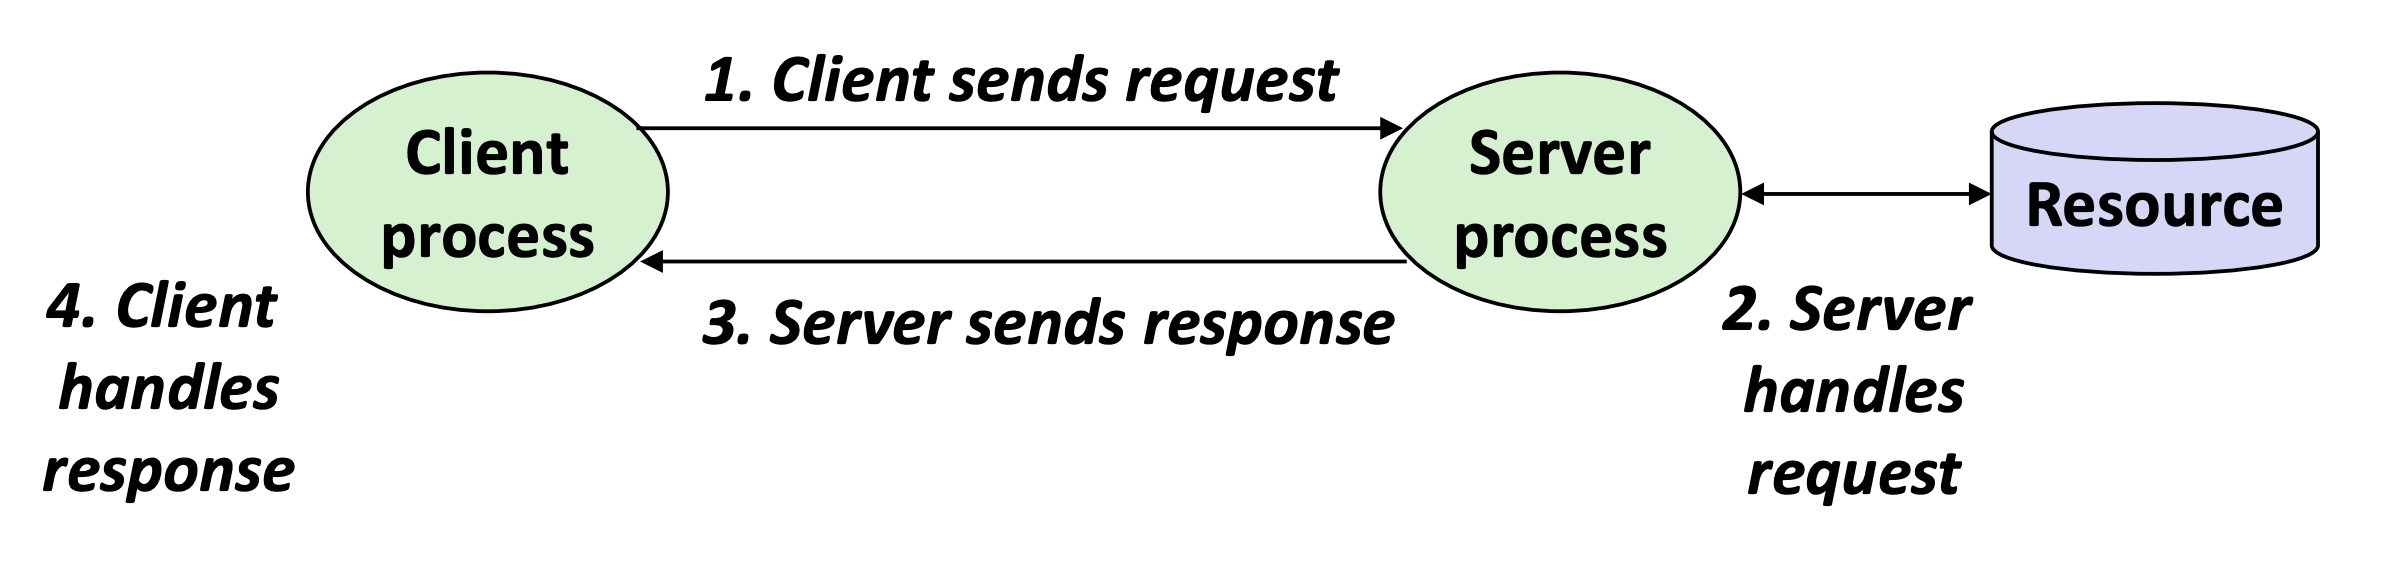 1. Client sends request
Client
process
Server
process
Resource
3. Server sends response
4. Client
handles
response
2. Server
handles
request